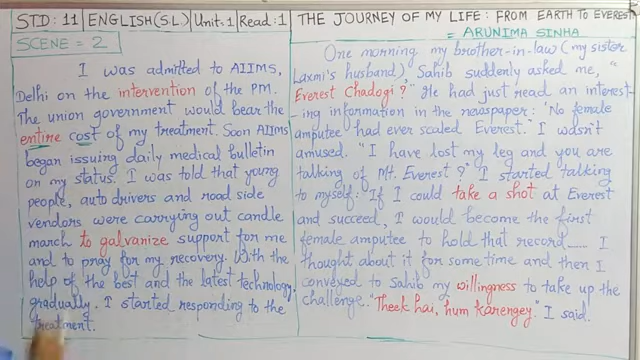 STD: 11 | ENGLISH (S.L) | Unit: 1 | Read: 1
THE JOURNEY OF MY LIFE: FROM EARTH TO EVEREST
= ARUNIMA SINHA
SCENE = 2
I was admitted to AIIMS,
Delhi on the intervention of the PM.
The union government would bear the
entire cost of my treatment. Soon AIIMS
began issuing daily medical bulletin
on my status. I was told that young
people, auto drivers and road side
vendors were carrying out candle
march to galvanize support for me
and to pray for my recovery. With the
help of the best and the latest technology,
gradually, I started responding to the
treatment.
One morning my brother-in-law (my sister
Laxmi's husband), Sahib suddenly asked me, "
Everest Chadogi?" He had just read an interest-
-ing information in the newspaper: 'No female
amputee had ever scaled Everest.' I wasn't
amused. "I have lost my leg and you are
talking of Mt. Everest?" I started talking
to myself: 'If I could take a shot at Everest
and succeed, I would become the first
female amputee to hold that record..... I
thought about it for some time and then I
conveyed to Sahib my willingness to take up the
challenge. "Theek hai, hum karengey." I said.